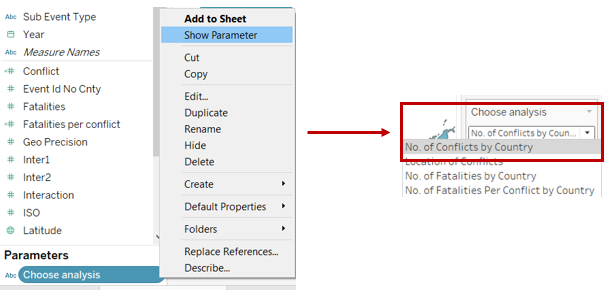 Abc Sub Event Type
Year
Measure Names
# Conflict
# Event Id No Cnty
# Fatalities
# Fatalities per conflict
# Geo Precision
# Inter1
# Inter2
# Interaction
# ISO
Latitude
Parameters
Abc Choose analysis
Add to Sheet
Show Parameter
Cut
Copy
Edit...
Duplicate
Rename
Hide
Delete
Create
Default Properties
Folders
Replace References...
Describe...
Choose analysis
No. of Conflicts by Coun...
No. of Conflicts by Country
Location of Conflicts
No. of Fatalities by Country
No. of Fatalities Per Conflict by Country